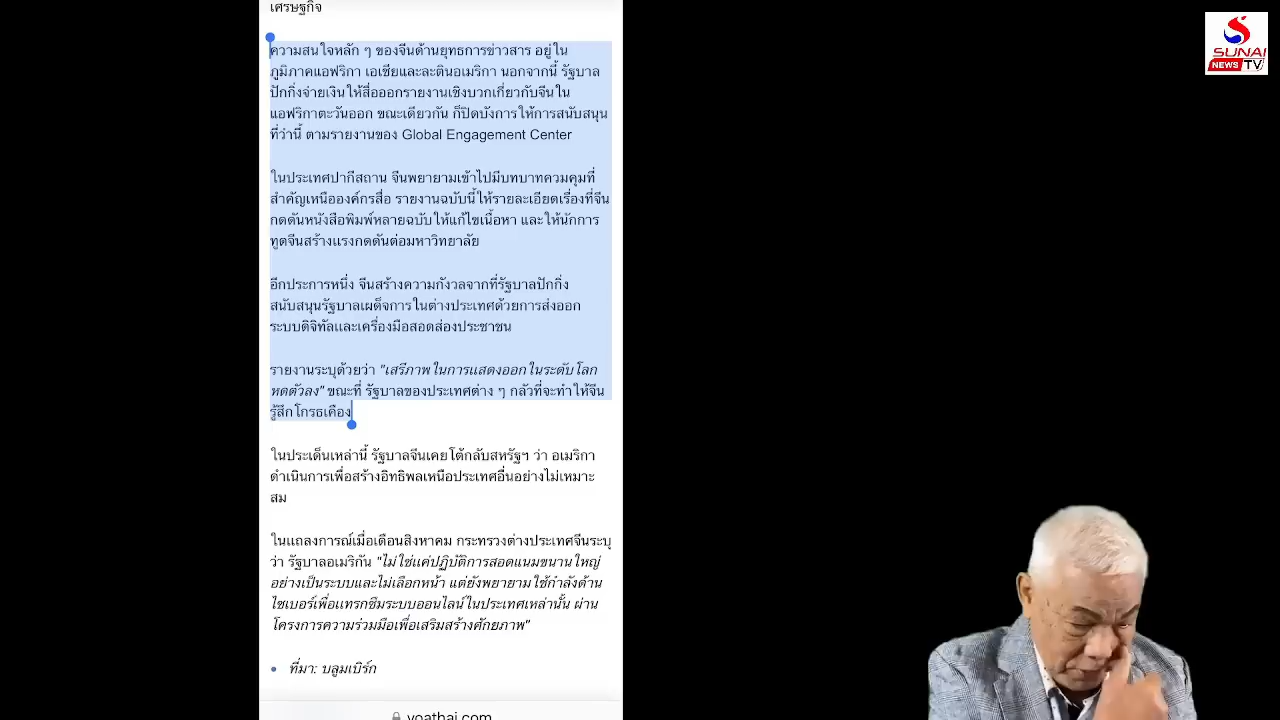 เศรษฐกิจ
ความสนใจหลัก ๆ ของจีนด้านยุทธการข่าวสาร อยู่ใน
ภูมิภาคแอฟริกา เอเชียและละตินอเมริกา นอกจากนี้ รัฐบาล
ปักกิ่งจ่ายเงินให้สื่อออกรายงานเชิงบวกเกี่ยวกับจีนใน
แอฟริกาตะวันออก ขณะเดียวกัน ก็ปิดบังการให้การสนับสนุน
ที่ว่านี้ ตามรายงานของ Global Engagement Center
ในประเทศปากีสถาน จีนพยายามเข้าไปมีบทบาทควมคุมที่
สำคัญเหนือองค์กรสื่อ รายงานฉบับนี้ให้รายละเอียดเรื่องที่จีน
กดดันหนังสือพิมพ์หลายฉบับให้แก้ไขเนื้อหา และให้นักการ
ทูตจีนสร้างแรงกดดันต่อมหาวิทยาลัย
อีกประการหนึ่ง จีนสร้างความกังวลจากที่รัฐบาลปักกิ่ง
สนับสนุนรัฐบาลเผด็จการในต่างประเทศด้วยการส่งออก
ระบบดิจิทัลและเครื่องมือสอดส่องประชาชน
รายงานระบุด้วยว่า "เสรีภาพในการแสดงออกในระดับโลก
หดตัวลง" ขณะที่ รัฐบาลของประเทศต่าง ๆ กลัวที่จะทำให้จีน
รู้สึกโกรธเคือง
ในประเด็นเหล่านี้ รัฐบาลจีนเคยโต้กลับสหรัฐฯ ว่า อเมริกา
ดำเนินการเพื่อสร้างอิทธิพลเหนือประเทศอื่นอย่างไม่เหมาะ
สม
ในแถลงการณ์เมื่อเดือนสิงหาคม กระทรวงต่างประเทศจีนระบุ
ว่า รัฐบาลอเมริกัน "ไม่ใช่แค่ปฏิบัติการสอดแนมขนานใหญ่
อย่างเป็นระบบและไม่เลือกหน้า แต่ยังพยายามใช้กำลังด้าน
ไซเบอร์เพื่อแทรกซึมระบบออนไลน์ในประเทศเหล่านั้น ผ่าน
โครงการความร่วมมือเพื่อเสริมสร้างศักยภาพ"
• ที่มา: บลูมเบิร์ก
voathai.com
SUNAI
NEWS TV